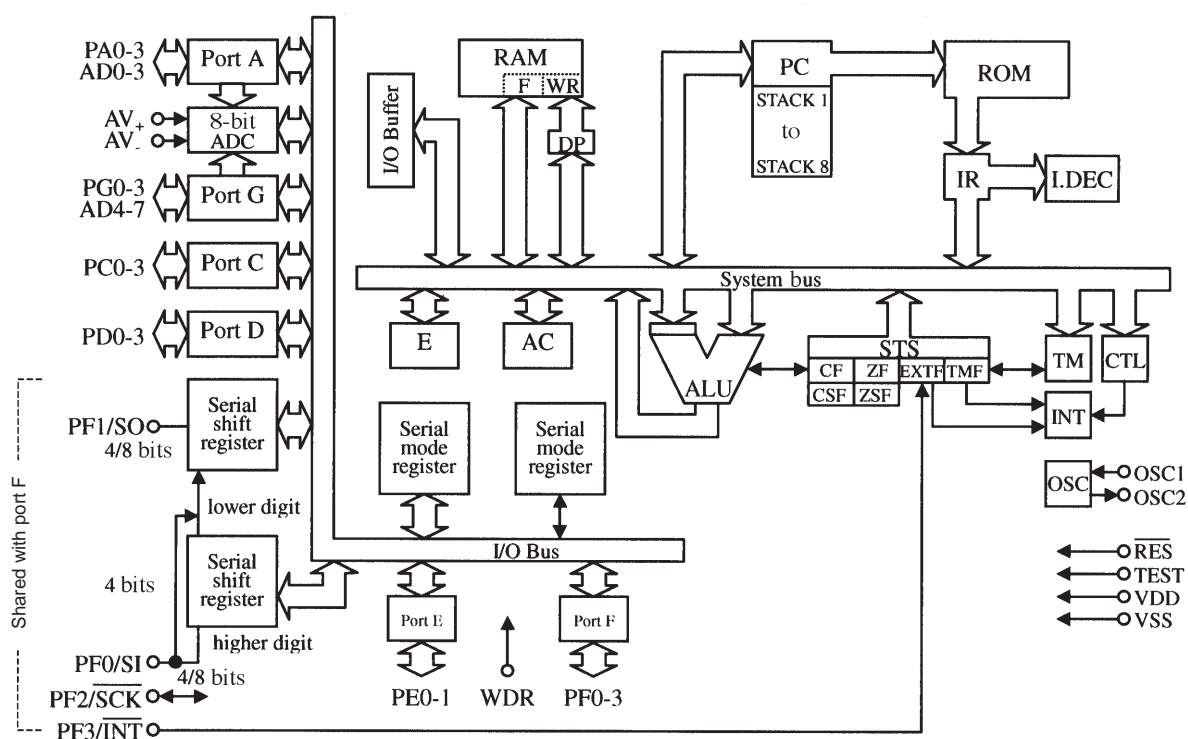 PA0-3
AD0-3
Port A
AV+
AV-
8-bit
ADC
PG0-3
AD4-7
Port G
PC0-3
Port C
PD0-3
Port D
I/O Buffer
RAM
F
WR
DP
PC
STACK 1
to
STACK 8
ROM
IR
I.DEC
System bus
E
AC
ALU
STS
CF
ZF
EXTF
TMF
CSF
ZSF
TM
CTL
INT
OSC
OSC1
OSC2
RES
TEST
VDD
VSS
Shared with port F
PF1/SO
4/8 bits
Serial
shift
register
lower digit
4 bits
Serial
shift
register
higher digit
PF0/SI
4/8 bits
PF2/SCK
PF3/INT
Serial
mode
register
Serial
mode
register
I/O Bus
Port E
Port F
PE0-1
WDR
PF0-3